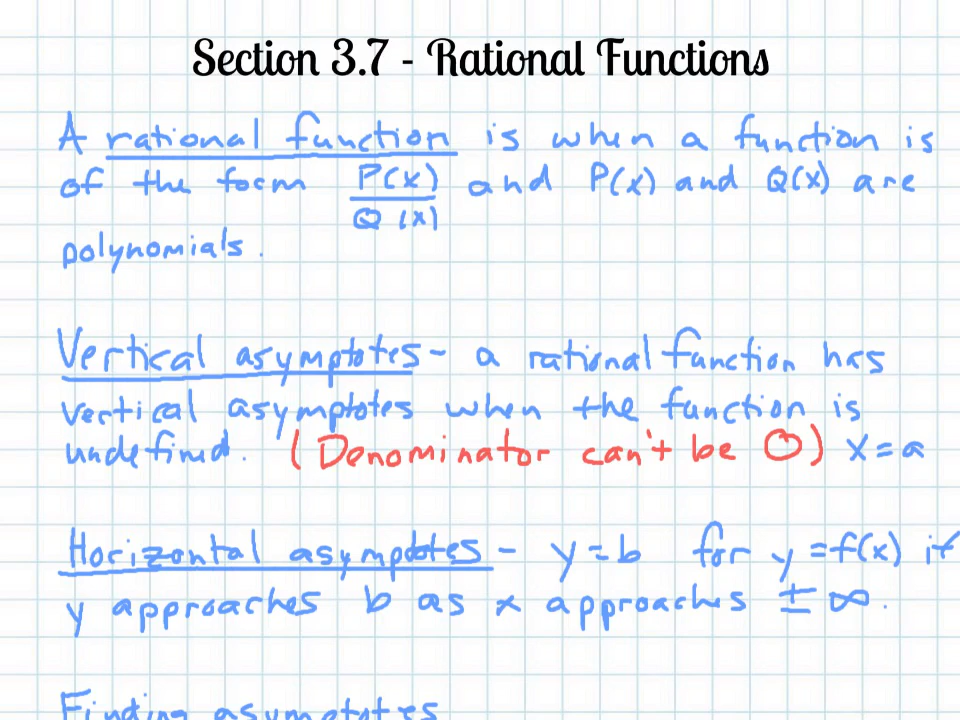 Section 3.7 - Rational Functions
A rational function is when a function is
of the form P(x)/Q(x) and P(x) and Q(x) are
polynomials.
Vertical asymptotes - a rational function has
vertical asymptotes when the function is
undefined. (Denominator can't be 0) x=a
Horizontal asymptotes - y=b for y=f(x) if
y approaches b as x approaches ±∞.
Finding asymptotes